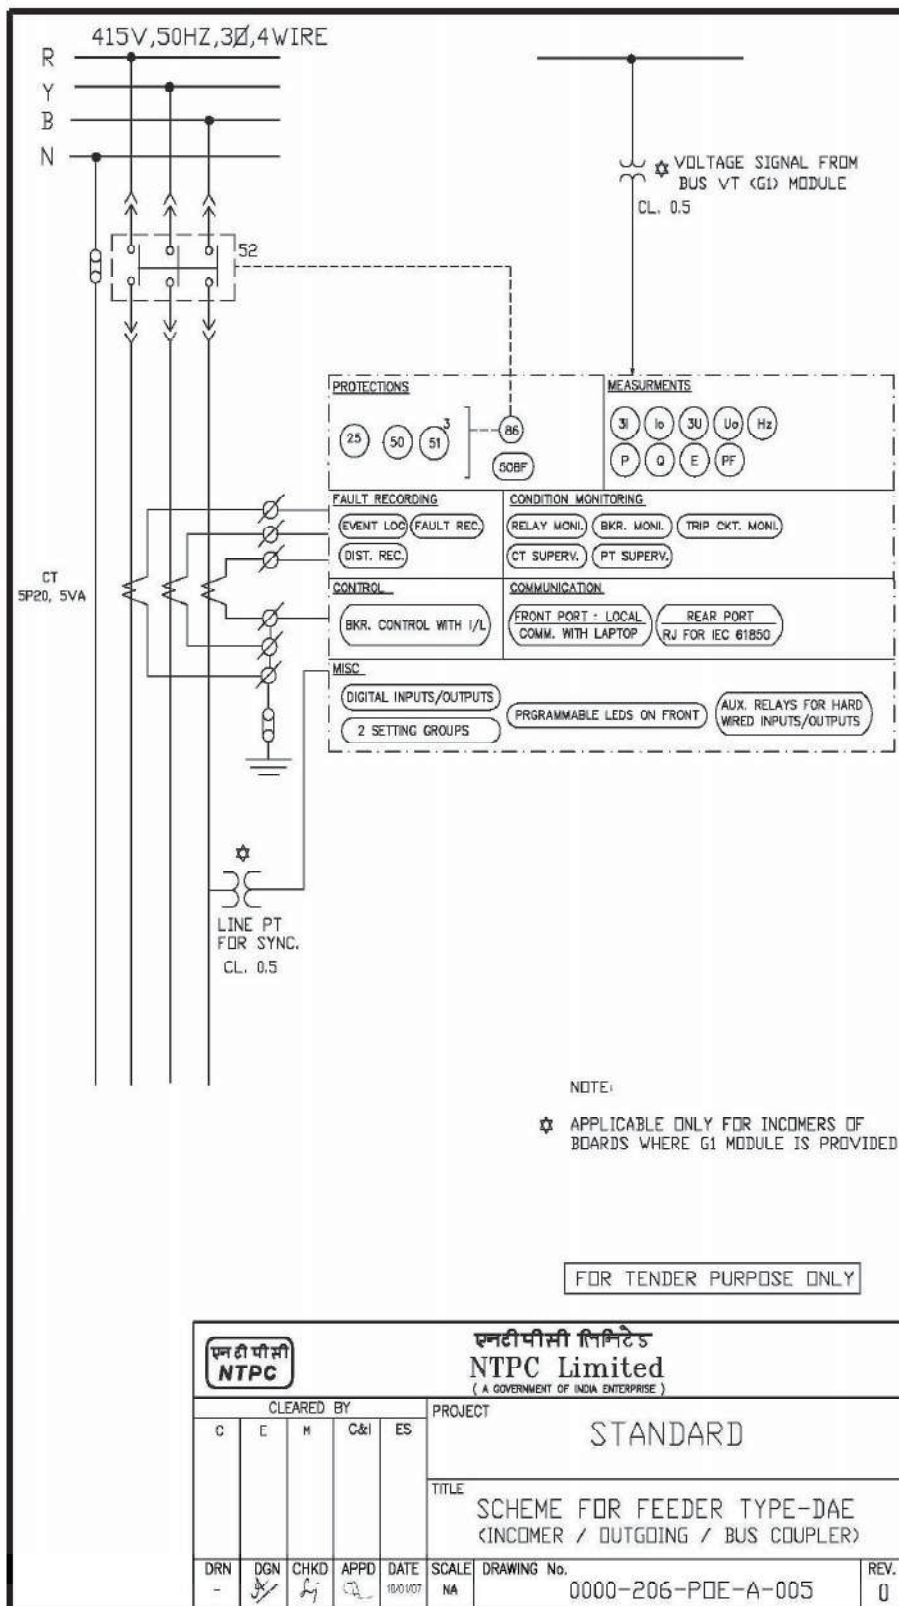 415V,50HZ,3Ø,4WIRE
R
Y
B
N
VOLTAGE SIGNAL FROM
BUS VT (G1) MODULE
CL. 0.5
52
PROTECTIONS
25
50
51
3
86
50BF
MEASURMENTS
3I
Io
3U
Uo
Hz
P
Q
E
PF
FAULT RECORDING
EVENT LOG
FAULT REC.
DIST. REC.
CONDITION MONITORING
RELAY MONI.
BKR. MONI.
TRIP CKT. MONI.
CT SUPERV.
PT SUPERV.
CT
5P20, 5VA
CONTROL
BKR. CONTROL WITH I/L
COMMUNICATION
FRONT PORT : LOCAL
COMM. WITH LAPTOP
REAR PORT
RJ FOR IEC 61850
MISC
DIGITAL INPUTS/OUTPUTS
2 SETTING GROUPS
PRGRAMMABLE LEDS ON FRONT
AUX. RELAYS FOR HARD
WIRED INPUTS/OUTPUTS
LINE PT
FOR SYNC.
CL. 0.5
NOTE:
APPLICABLE ONLY FOR INCOMERS OF
BOARDS WHERE G1 MODULE IS PROVIDED
FOR TENDER PURPOSE ONLY
एनटीपीसी
NTPC
एनटीपीसी लिमिटेड
NTPC Limited
( A GOVERNMENT OF INDIA ENTERPRISE )
CLEARED BY
C E M C&I ES
PROJECT
STANDARD
TITLE
SCHEME FOR FEEDER TYPE-DAE
(INCOMER / OUTGOING / BUS COUPLER)
DRN DGN CHKD APPD DATE SCALE DRAWING No. REV.
- 18/01/07 NA 0000-206-POE-A-005 0